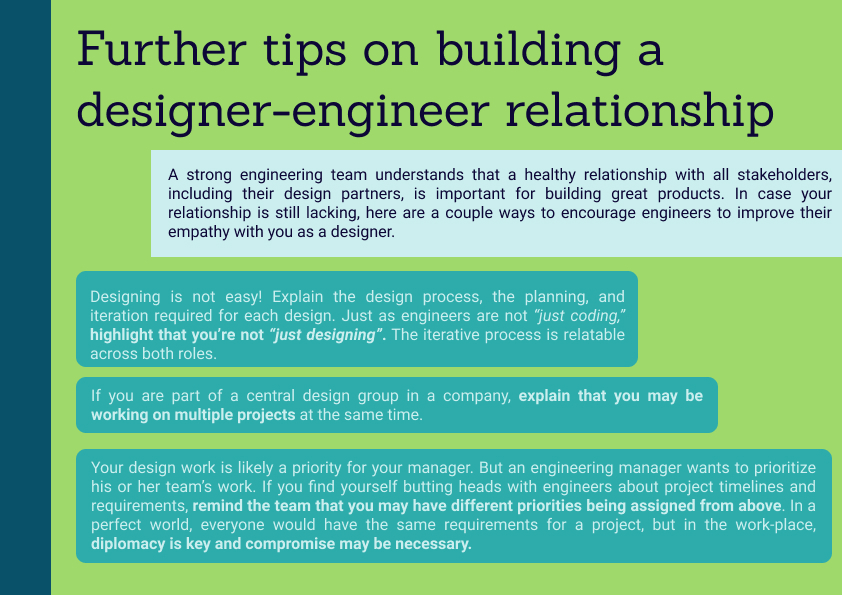 Further tips on building a
designer-engineer relationship
A strong engineering team understands that a healthy relationship with all stakeholders,
including their design partners, is important for building great products. In case your
relationship is still lacking, here are a couple ways to encourage engineers to improve their
empathy with you as a designer.
Designing is not easy! Explain the design process, the planning, and
iteration required for each design. Just as engineers are not “just coding,”
highlight that you’re not “just designing”. The iterative process is relatable
across both roles.
If you are part of a central design group in a company, explain that you may be
working on multiple projects at the same time.
Your design work is likely a priority for your manager. But an engineering manager wants to prioritize
his or her team’s work. If you find yourself butting heads with engineers about project timelines and
requirements, remind the team that you may have different priorities being assigned from above. In a
perfect world, everyone would have the same requirements for a project, but in the work-place,
diplomacy is key and compromise may be necessary.